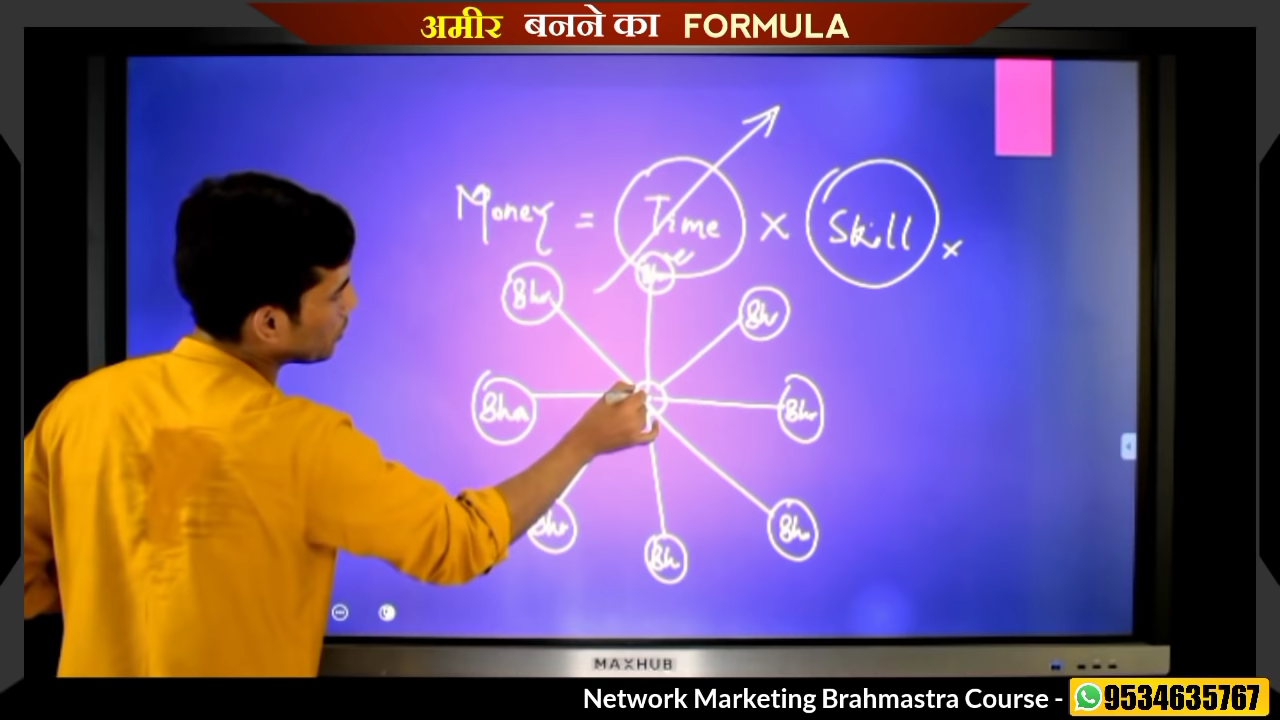 अमीर बनने का FORMULA
Money = Time × Skill ×
8hr
8hr
8hr
8hr
8hr
8hr
8hr
MAXHUB
Network Marketing Brahmastra Course - 9534635767